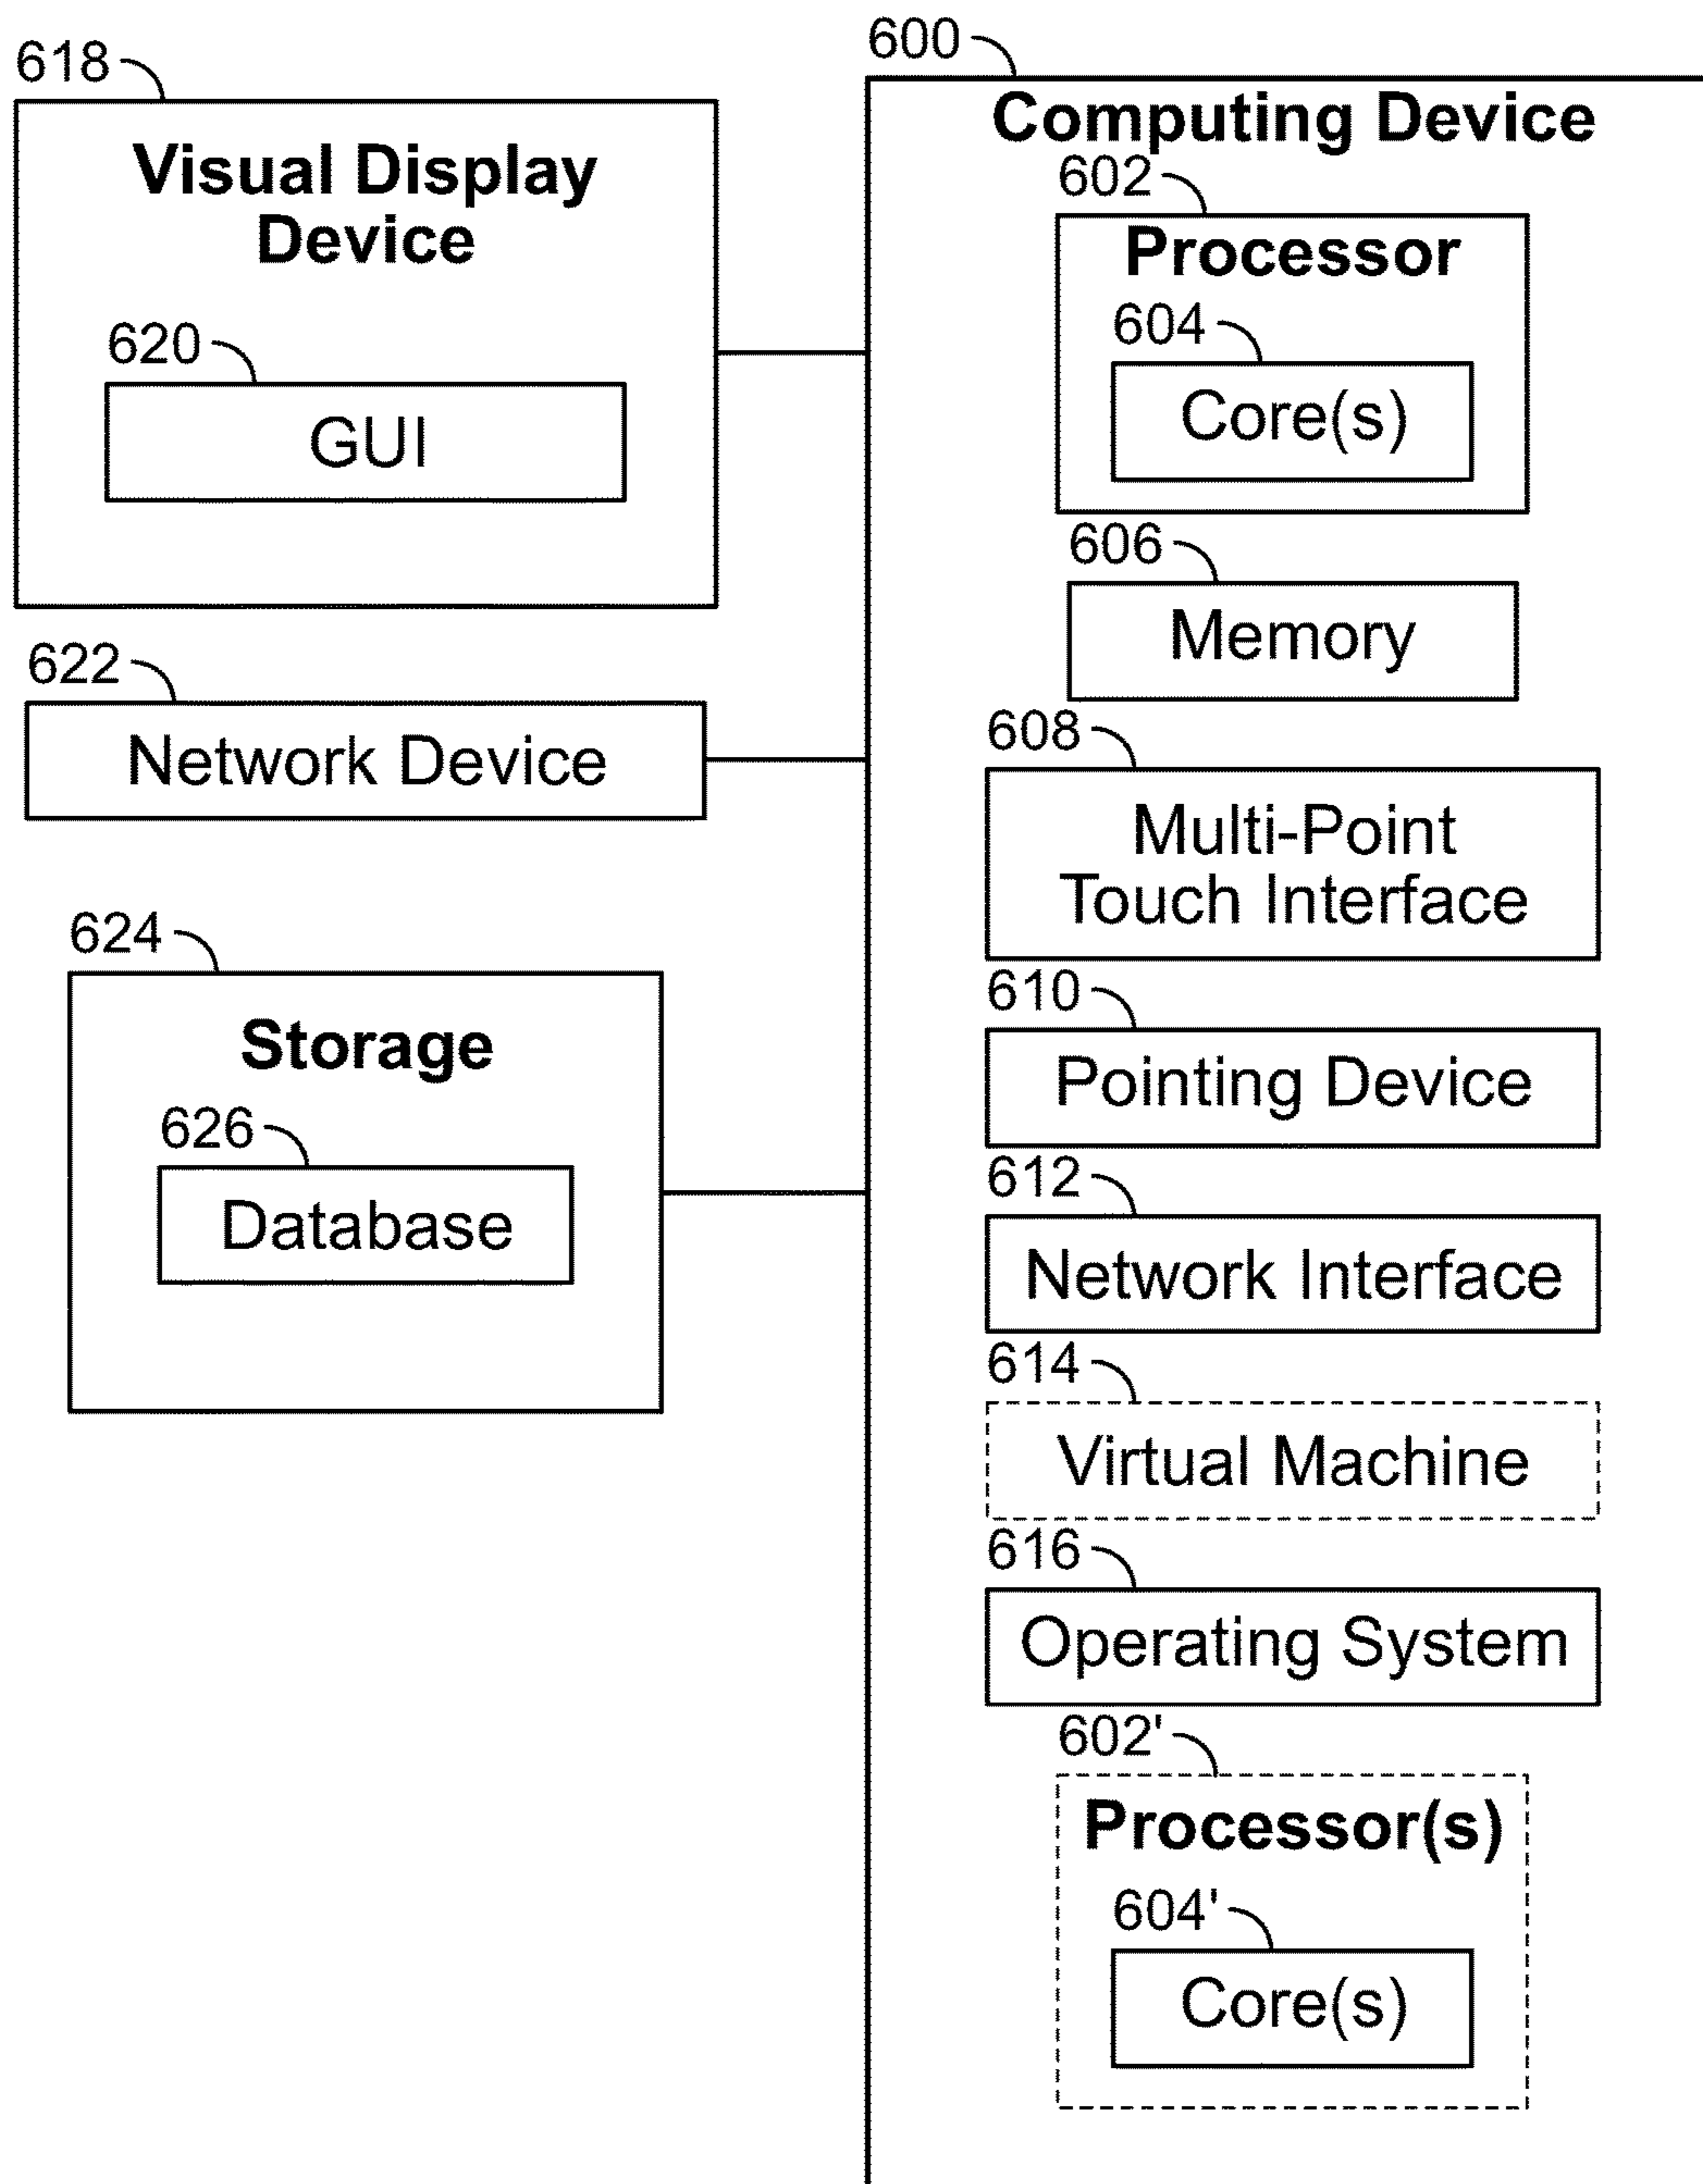 618
Visual Display
Device
620
GUI
622
Network Device
624
Storage
626
Database
600
Computing Device
602
Processor
604
Core(s)
606
Memory
608
Multi-Point
Touch Interface
610
Pointing Device
612
Network Interface
614
Virtual Machine
616
Operating System
602'
Processor(s)
604'
Core(s)